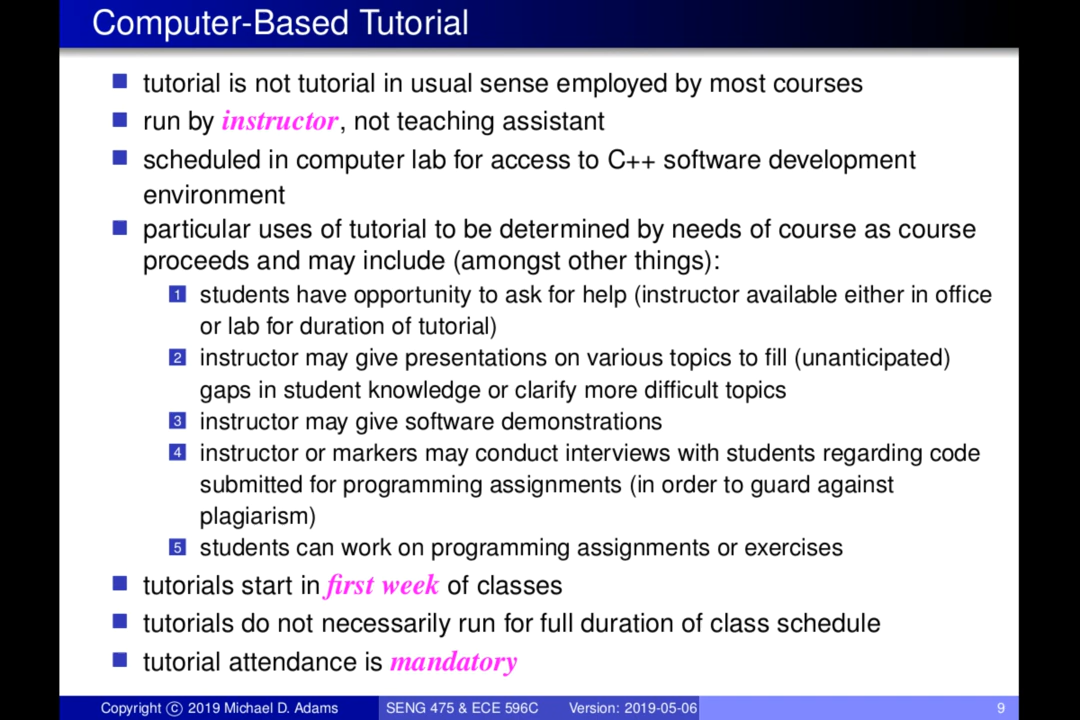 Computer-Based Tutorial
tutorial is not tutorial in usual sense employed by most courses
run by instructor, not teaching assistant
scheduled in computer lab for access to C++ software development
environment
particular uses of tutorial to be determined by needs of course as course
proceeds and may include (amongst other things):
1 students have opportunity to ask for help (instructor available either in office
or lab for duration of tutorial)
2 instructor may give presentations on various topics to fill (unanticipated)
gaps in student knowledge or clarify more difficult topics
3 instructor may give software demonstrations
4 instructor or markers may conduct interviews with students regarding code
submitted for programming assignments (in order to guard against
plagiarism)
5 students can work on programming assignments or exercises
tutorials start in first week of classes
tutorials do not necessarily run for full duration of class schedule
tutorial attendance is mandatory
Copyright © 2019 Michael D. Adams SENG 475 & ECE 596C Version: 2019-05-06 9